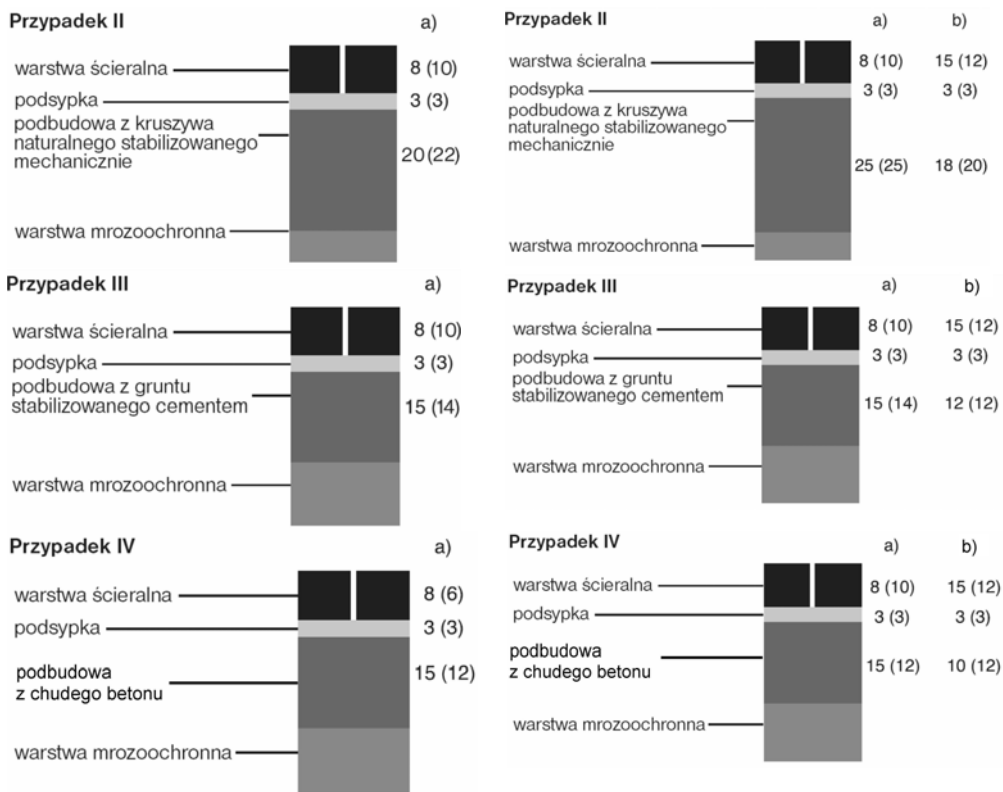 Przypadek II
a)
warstwa ścieralna
8 (10)
podsypka
3 (3)
podbudowa z kruszywa
naturalnego stabilizowanego
mechanicznie
20 (22)
warstwa mrozoochronna
Przypadek II
a) b)
warstwa ścieralna
8 (10) 15 (12)
podsypka
3 (3) 3 (3)
podbudowa z kruszywa
naturalnego stabilizowanego
mechanicznie
25 (25) 18 (20)
warstwa mrozoochronna
Przypadek III
a)
warstwa ścieralna
8 (10)
podsypka
3 (3)
podbudowa z gruntu
stabilizowanego cementem
15 (14)
warstwa mrozoochronna
Przypadek III
a) b)
warstwa ścieralna
8 (10) 15 (12)
podsypka
3 (3) 3 (3)
podbudowa z gruntu
stabilizowanego cementem
15 (14) 12 (12)
warstwa mrozoochronna
Przypadek IV
a)
warstwa ścieralna
8 (6)
podsypka
3 (3)
podbudowa
z chudego betonu
15 (12)
warstwa mrozoochronna
Przypadek IV
a) b)
warstwa ścieralna
8 (10) 15 (12)
podsypka
3 (3) 3 (3)
podbudowa
z chudego betonu
15 (12) 10 (12)
warstwa mrozoochronna